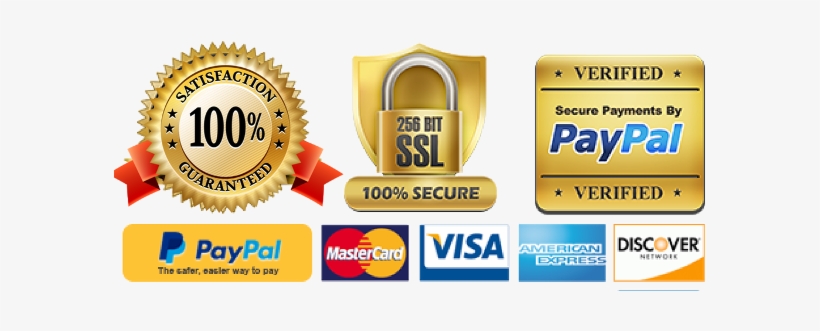 SATISFACTION
100%
GUARANTEED
256 BIT
SSL
100% SECURE
★ VERIFIED ★
Secure Payments By
PayPal
★ VERIFIED ★
PayPal
The safer, easier way to pay
MasterCard
VISA
AMERICAN
EXPRESS
DISCOVER
NETWORK